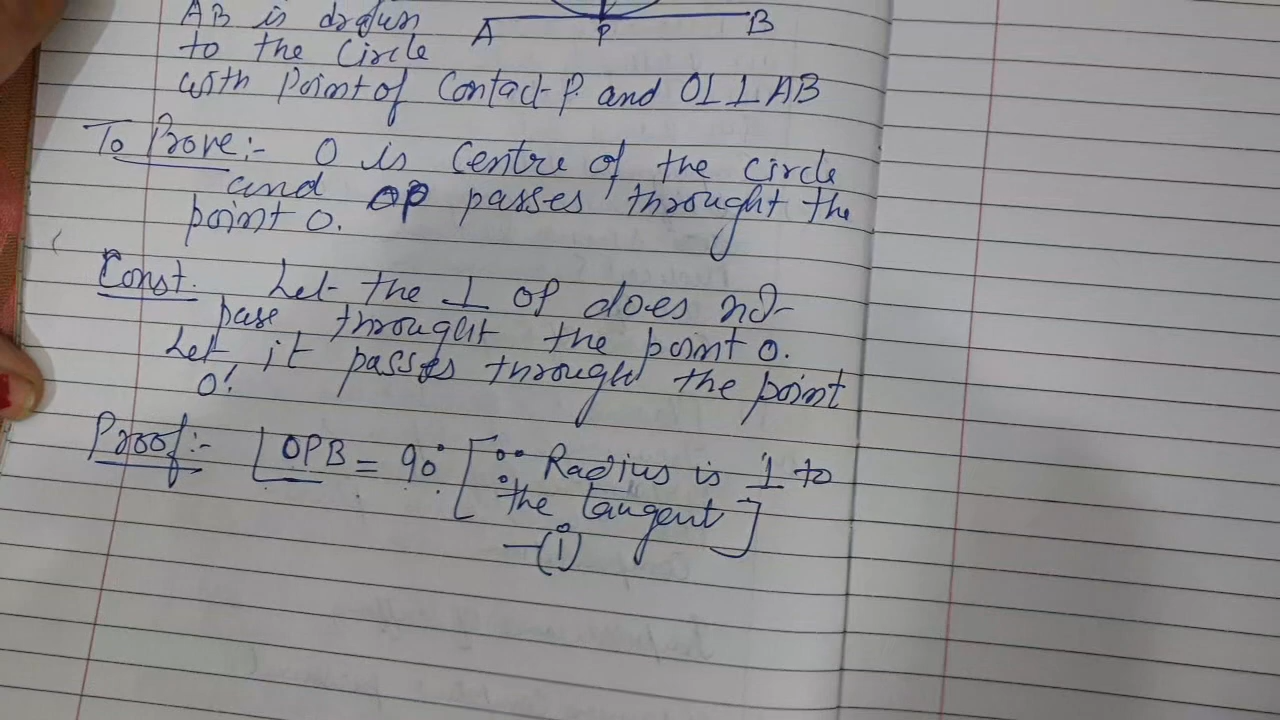 AB is drawn
A P B
to the Circle
with Point of Contact P. and OL ⊥ AB
To Prove:- O is Centre of the circle
and OP passes throught the
point O.
Const. Let the ⊥ OP does not
pase throught the point O.
Let it passes through the point
O'.
Proof:- ∠OPB = 90° [∵ Radius is ⊥ to
the tangent]
—(i)